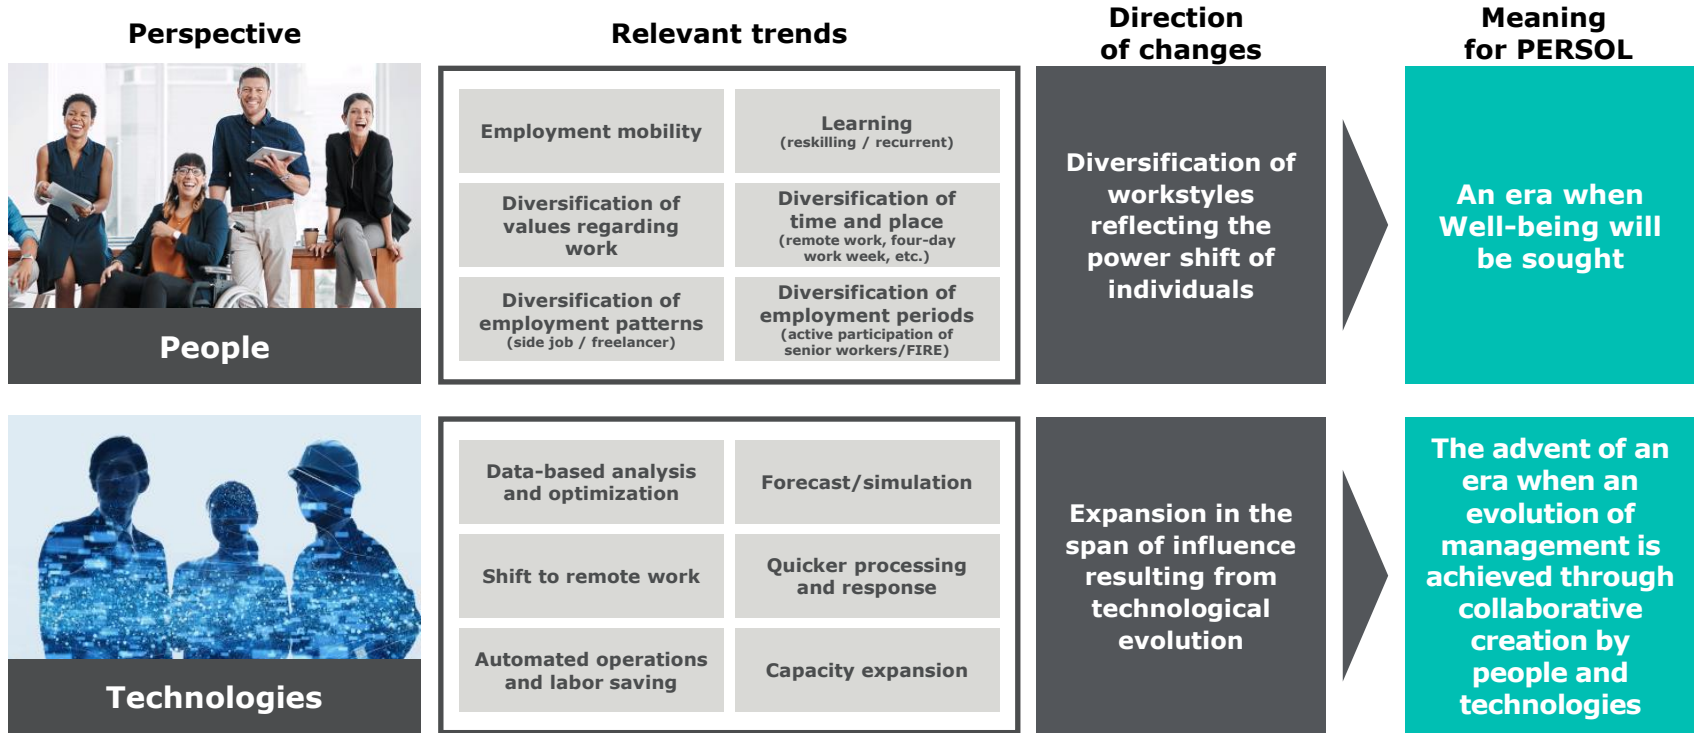 Perspective
Relevant trends
Direction
of changes
Meaning
for PERSOL
People
Employment mobility
Learning
(reskilling / recurrent)
Diversification of
values regarding
work
Diversification of
time and place
(remote work, four-day
work week, etc.)
Diversification of
employment patterns
(side job / freelancer)
Diversification of
employment periods
(active participation of
senior workers/FIRE)
Diversification of
workstyles
reflecting the
power shift of
individuals
An era when
Well-being will
be sought
Technologies
Data-based analysis
and optimization
Forecast/simulation
Shift to remote work
Quicker processing
and response
Automated operations
and labor saving
Capacity expansion
Expansion in the
span of influence
resulting from
technological
evolution
The advent of an
era when an
evolution of
management is
achieved through
collaborative
creation by
people and
technologies